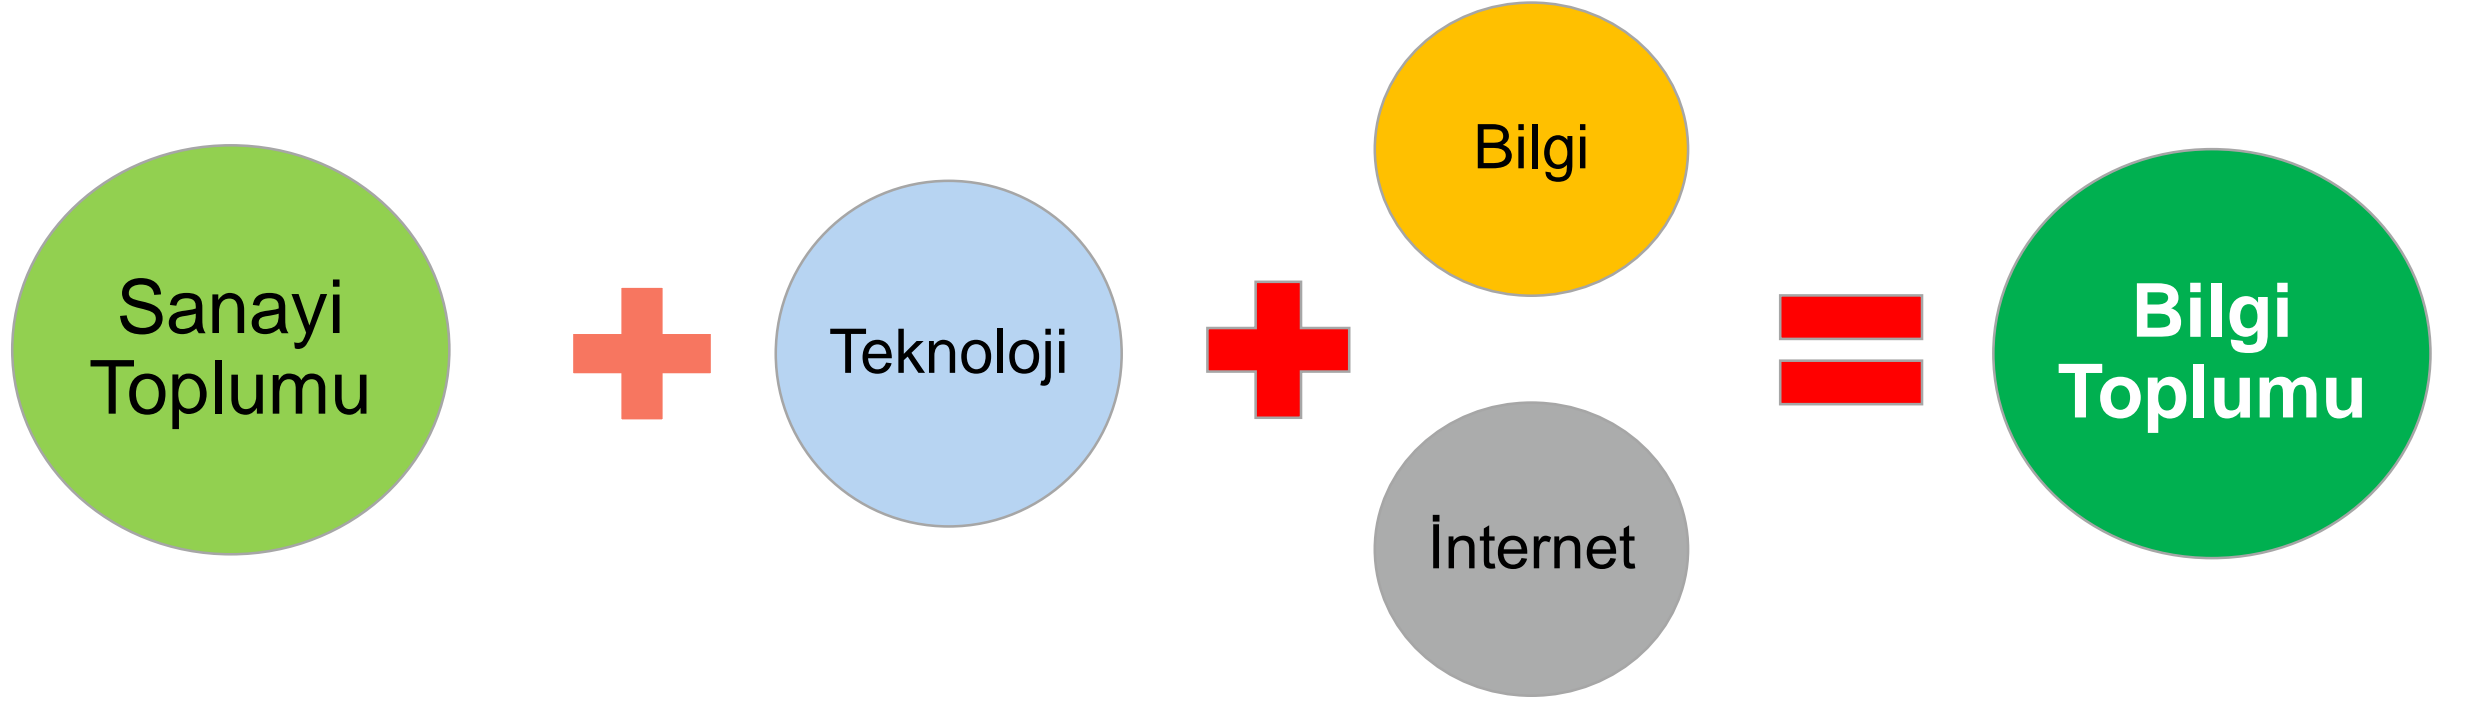 Sanayi
Toplumu
Teknoloji
Bilgi
İnternet
Bilgi
Toplumu